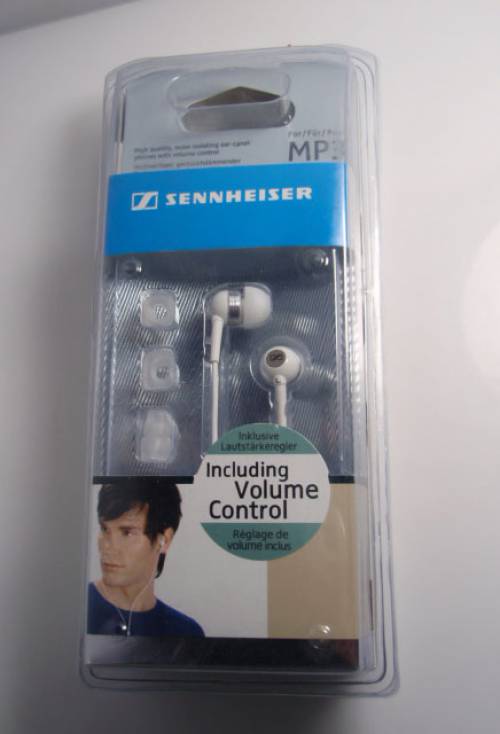 For/Für/Pour
MP3
High quality, noise isolating ear-canal
phones with volume control
SENNHEISER
Inklusive
Lautstärkeregler
Including
Volume
Control
Réglage de
volume inclus